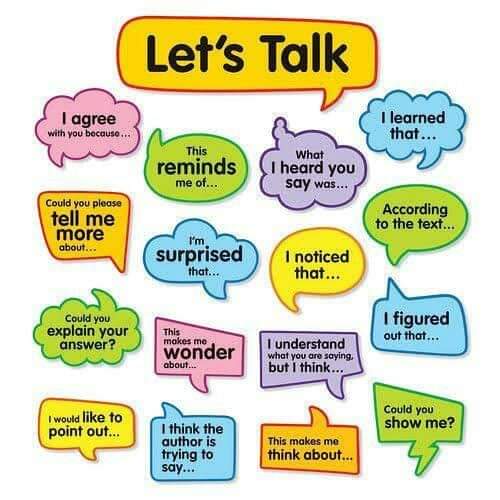 Let's Talk
I agree
with you because...
This
reminds
me of...
What
I heard you
say was...
I learned
that...
Could you please
tell me
more
about...
I'm
surprised
that...
I noticed
that...
According
to the text...
Could you
explain your
answer?
This
makes me
wonder
about...
I understand
what you are saying,
but I think...
I figured
out that...
I would like to
point out...
I think the
author is
trying to
say...
This makes me
think about...
Could you
show me?